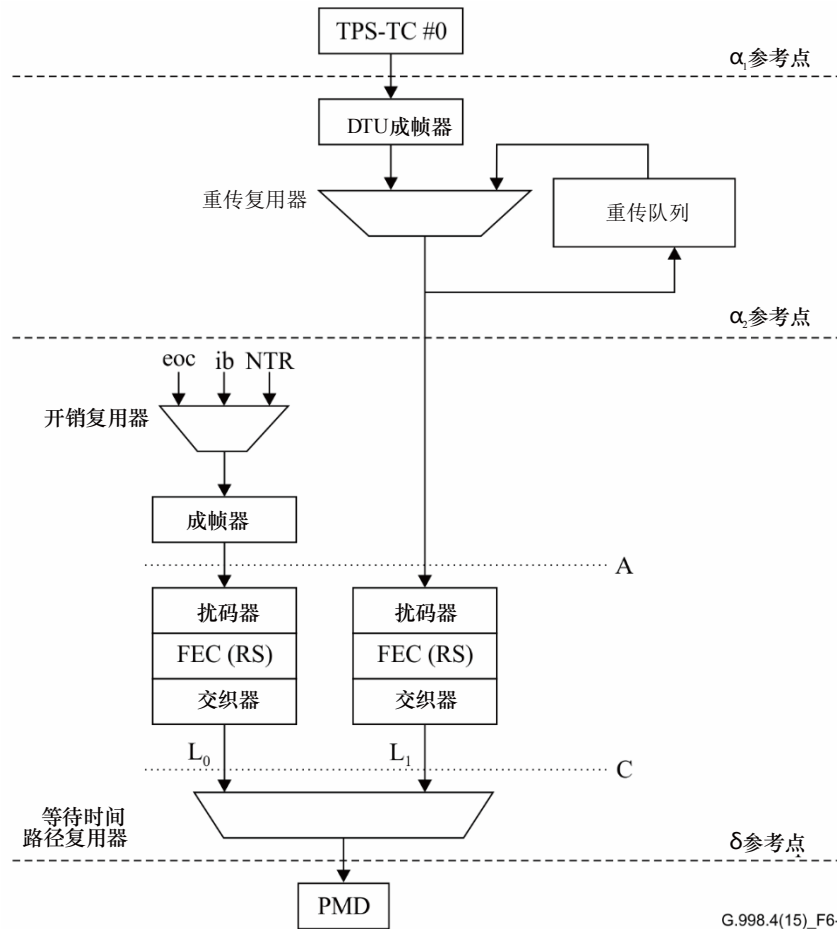 TPS-TC #0
α₁参考点
DTU成帧器
重传复用器
重传队列
α₂参考点
eoc ib NTR
开销复用器
成帧器
A
扰码器 扰码器
FEC (RS) FEC (RS)
交织器 交织器
L₀ L₁
C
等待时间
路径复用器
δ参考点
PMD
G.998.4(15)_F6-